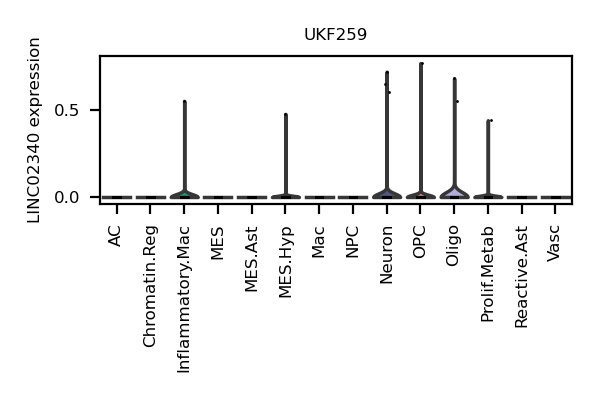 UKF259
LINC02340 expression
0.5
0.0
AC
Chromatin.Reg
Inflammatory.Mac
MES
MES.Ast
MES.Hyp
Mac
NPC
Neuron
OPC
Oligo
Prolif.Metab
Reactive.Ast
Vasc